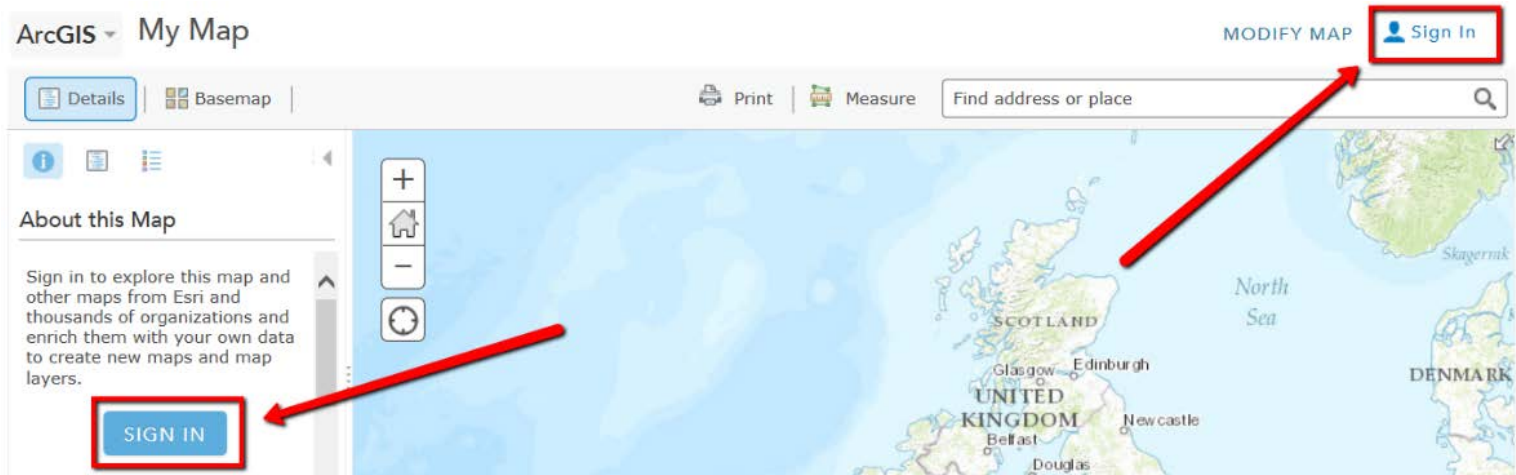 ArcGIS My Map
MODIFY MAP Sign In
Details Basemap Print Measure Find address or place
About this Map
Sign in to explore this map and
other maps from Esri and
thousands of organizations and
enrich them with your own data
to create new maps and map
layers.
SIGN IN
Skagerrak
North
Sea
SCOTLAND
Glasgow Edinburgh
DENMARK
UNITED
KINGDOM
Newcastle
Belfast
Douglas